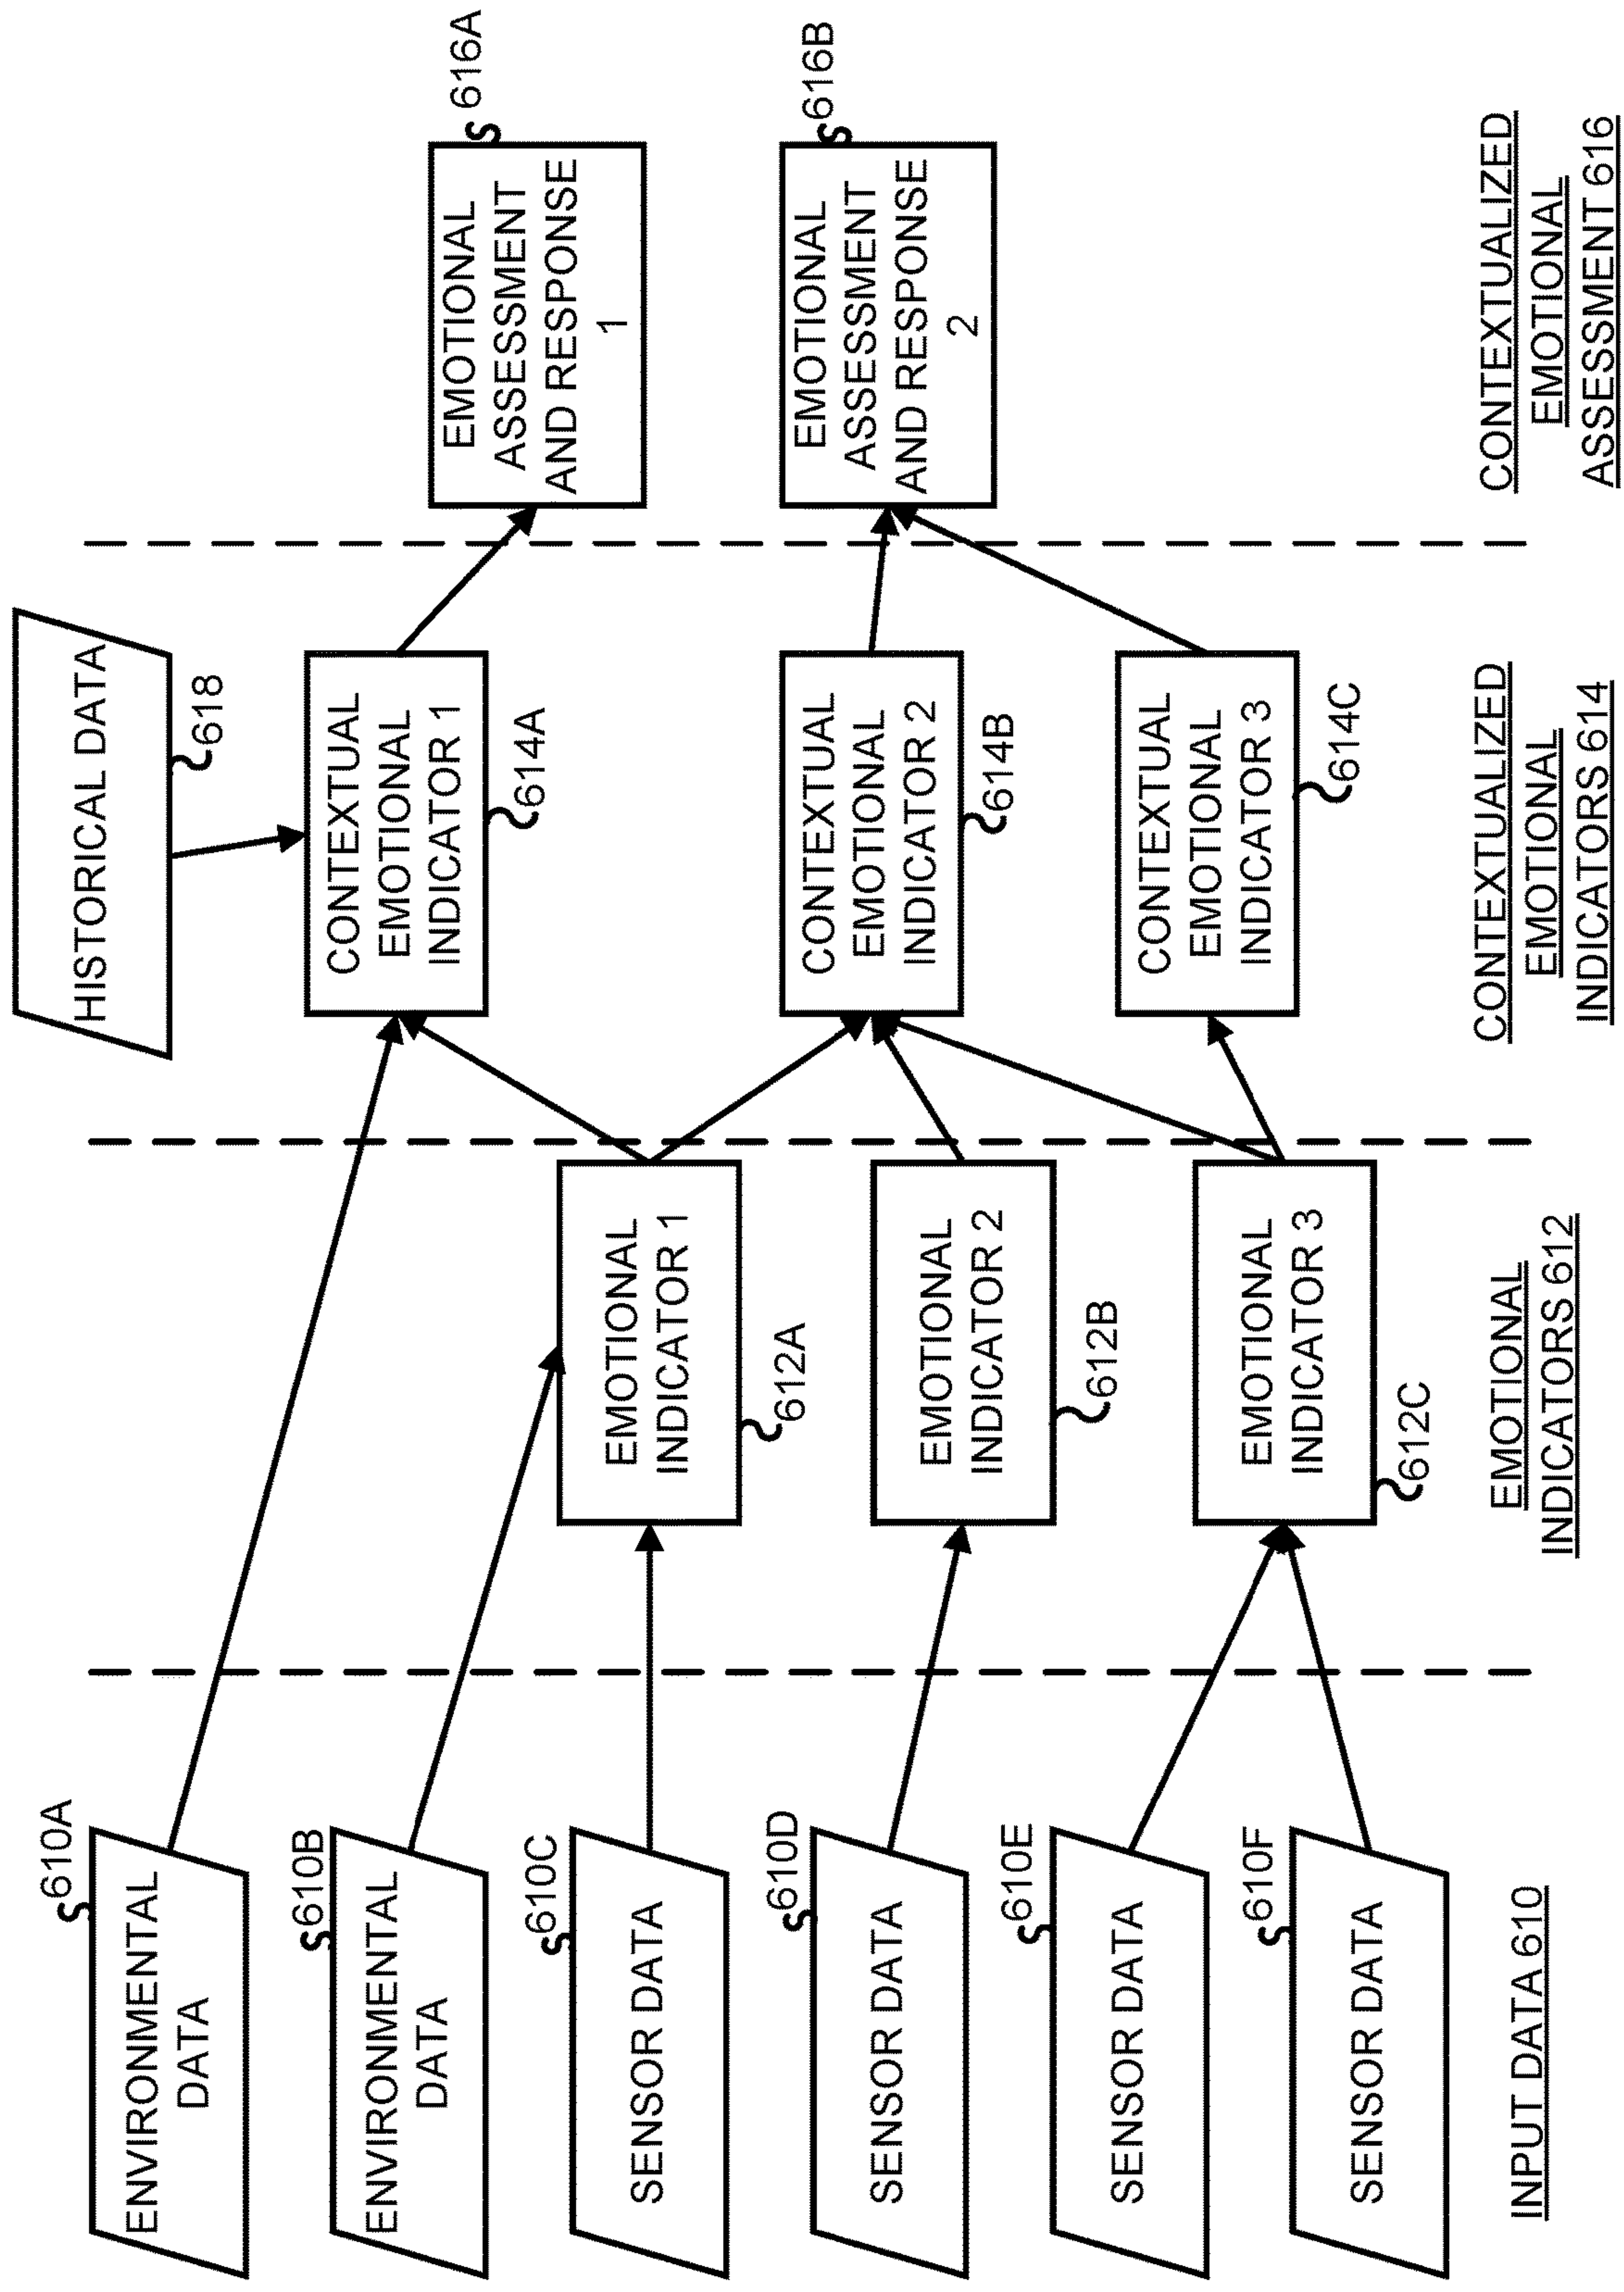 610A
ENVIRONMENTAL
DATA
610B
ENVIRONMENTAL
DATA
610C
SENSOR DATA
610D
SENSOR DATA
610E
SENSOR DATA
610F
SENSOR DATA
INPUT DATA 610
EMOTIONAL
INDICATOR 1
612A
EMOTIONAL
INDICATOR 2
612B
EMOTIONAL
INDICATOR 3
612C
EMOTIONAL
INDICATORS 612
HISTORICAL DATA
618
CONTEXTUAL
EMOTIONAL
INDICATOR 1
614A
CONTEXTUAL
EMOTIONAL
INDICATOR 2
614B
CONTEXTUAL
EMOTIONAL
INDICATOR 3
614C
CONTEXTUALIZED
EMOTIONAL
INDICATORS 614
EMOTIONAL
ASSESSMENT
AND RESPONSE
1
616A
EMOTIONAL
ASSESSMENT
AND RESPONSE
2
616B
CONTEXTUALIZED
EMOTIONAL
ASSESSMENT 616